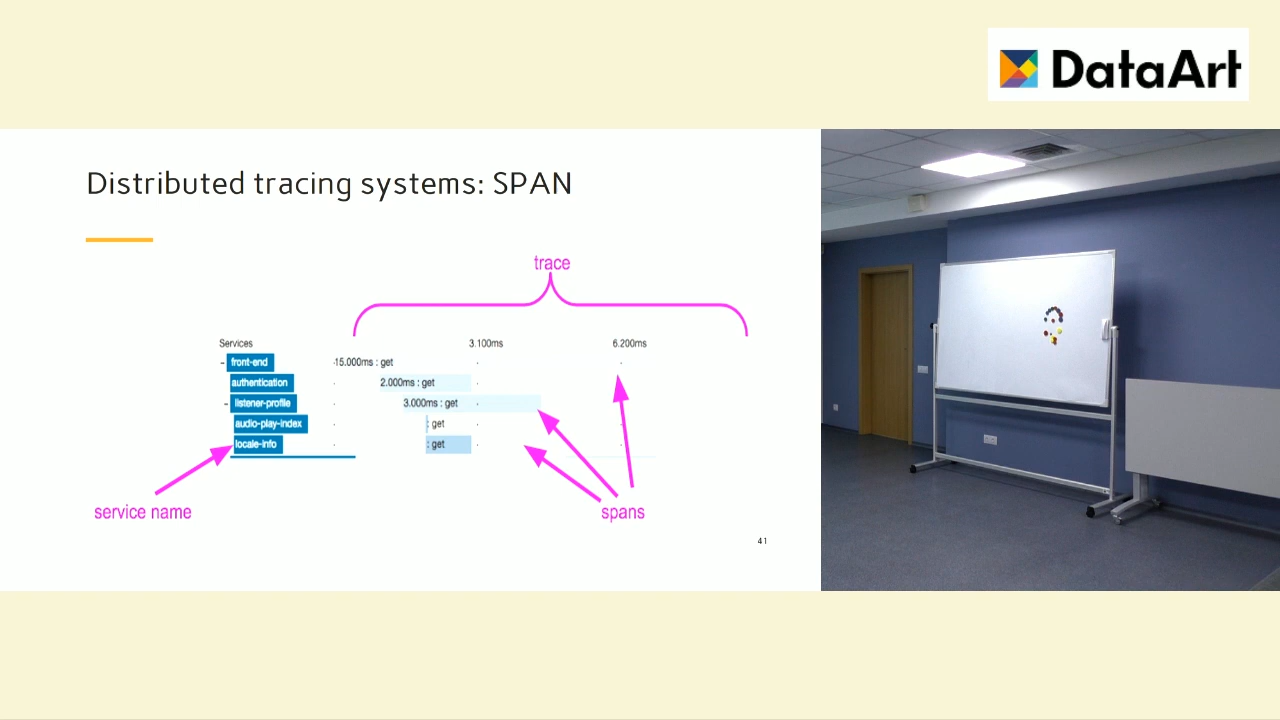 DataArt
Distributed tracing systems: SPAN
trace
Services 3.100ms 6.200ms
- front-end ·15.000ms : get
authentication 2.000ms : get
- listener-profile 3.000ms : get
audio-play-index : get
locale-info : get
service name
spans
41